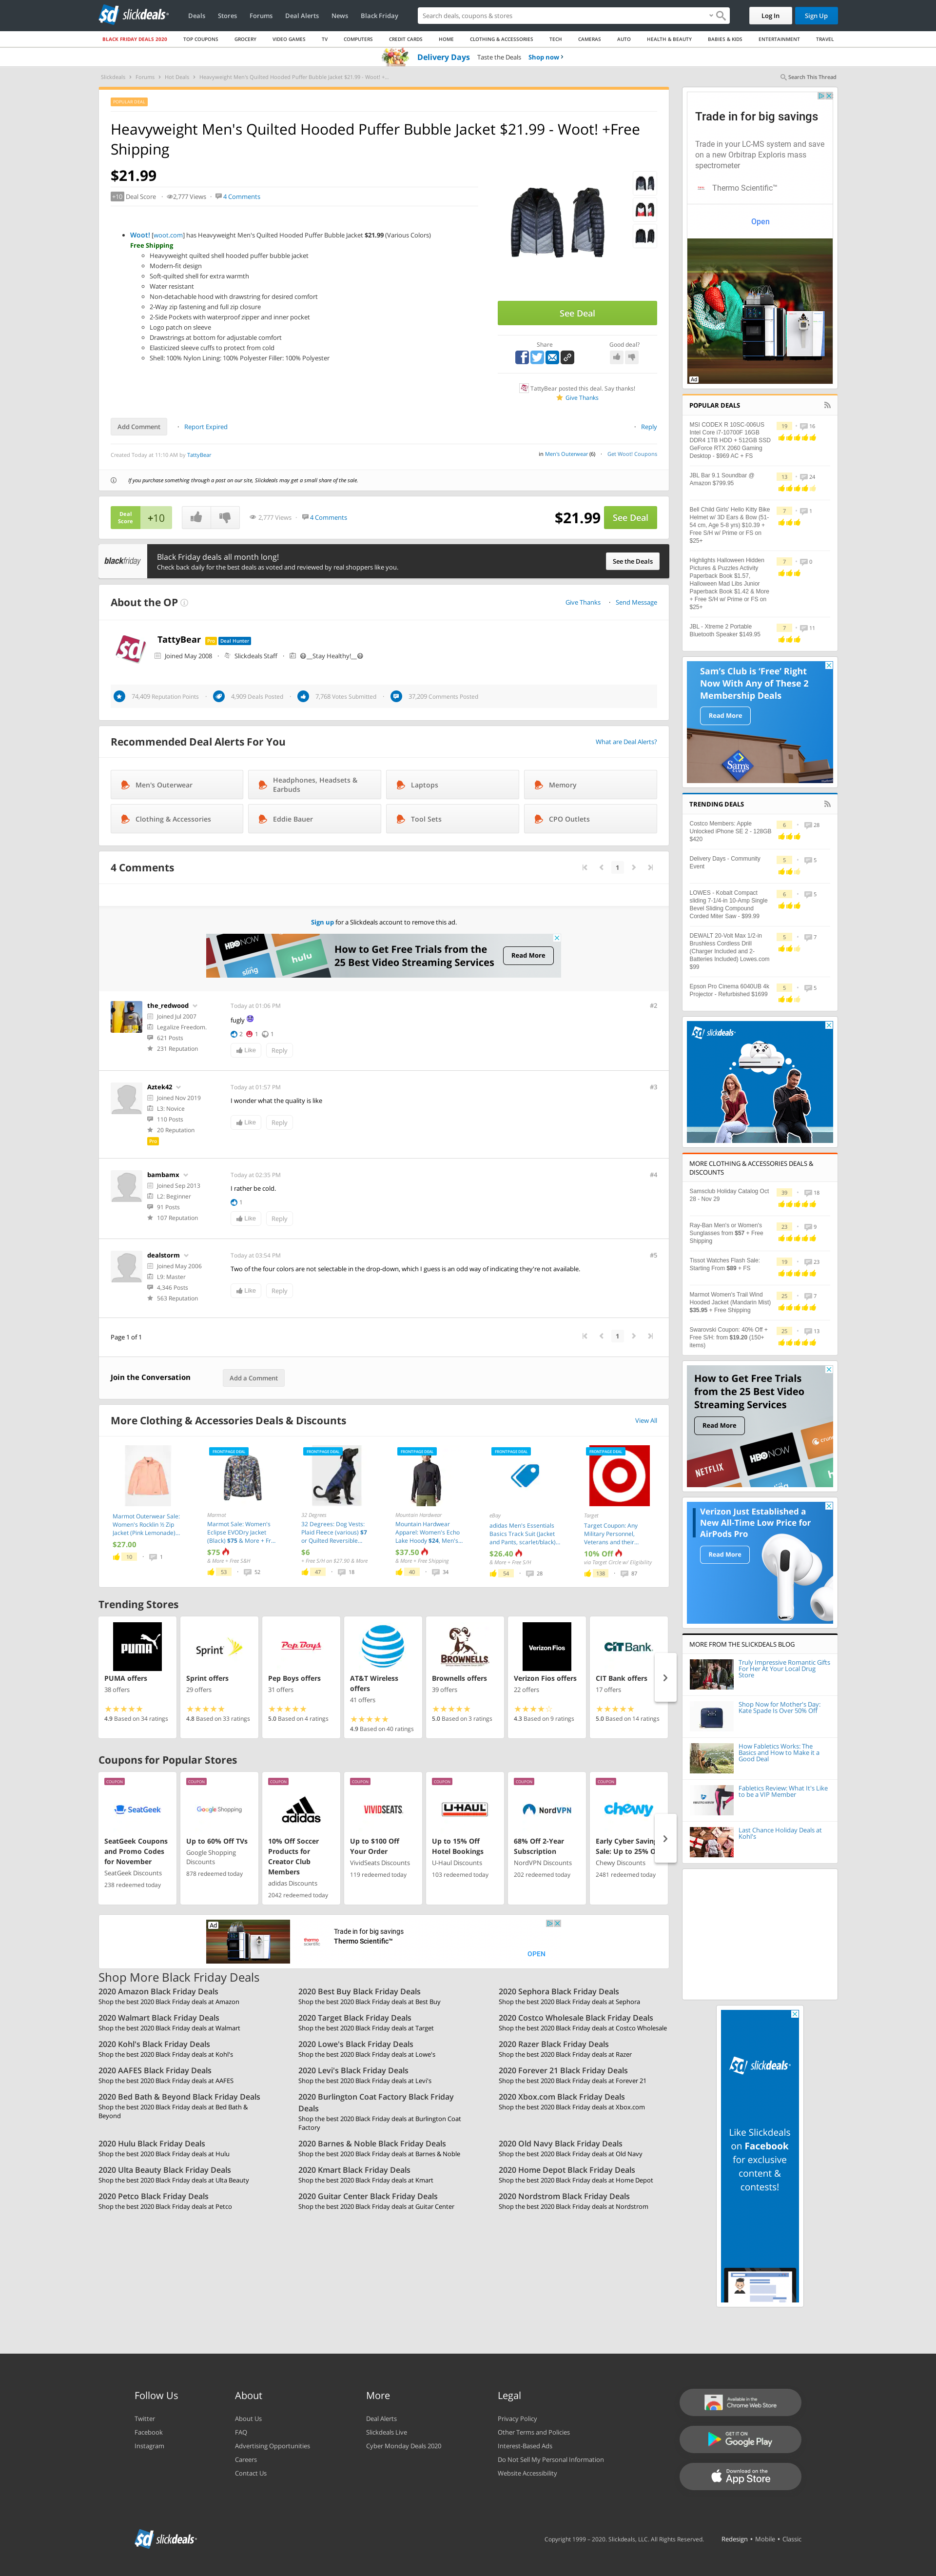 slickdeals
Deals
Stores
Forums
Deal Alerts
News
Black Friday
Search deals, coupons & stores
Log In
Sign Up
BLACK FRIDAY DEALS 2020
TOP COUPONS
GROCERY
VIDEO GAMES
TV
COMPUTERS
CREDIT CARDS
HOME
CLOTHING & ACCESSORIES
TECH
CAMERAS
AUTO
HEALTH & BEAUTY
BABIES & KIDS
ENTERTAINMENT
TRAVEL
Delivery Days Taste the Deals Shop now ›
Slickdeals › Forums › Hot Deals › Heavyweight Men's Quilted Hooded Puffer Bubble Jacket $21.99 - Woot! +...
Search This Thread
POPULAR DEAL
Heavyweight Men's Quilted Hooded Puffer Bubble Jacket $21.99 - Woot! +Free
Shipping
$21.99
+10 Deal Score
2,777 Views
4 Comments
Woot! [woot.com] has Heavyweight Men's Quilted Hooded Puffer Bubble Jacket $21.99 (Various Colors)
Free Shipping
Heavyweight quilted shell hooded puffer bubble jacket
Modern-fit design
Soft-quilted shell for extra warmth
Water resistant
Non-detachable hood with drawstring for desired comfort
2-Way zip fastening and full zip closure
2-Side Pockets with waterproof zipper and inner pocket
Logo patch on sleeve
Drawstrings at bottom for adjustable comfort
Elasticized sleeve cuffs to protect from cold
Shell: 100% Nylon Lining: 100% Polyester Filler: 100% Polyester
See Deal
Share
Good deal?
TattyBear posted this deal. Say thanks!
Give Thanks
Add Comment
Report Expired
Reply
Created Today at 11:10 AM by TattyBear
in Men's Outerwear (6)
Get Woot! Coupons
If you purchase something through a post on our site, Slickdeals may get a small share of the sale.
Deal
Score
+10
2,777 Views
4 Comments
$21.99
See Deal
blackfriday
Black Friday deals all month long!
Check back daily for the best deals as voted and reviewed by real shoppers like you.
See the Deals
About the OP
Give Thanks
Send Message
TattyBear Pro Deal Hunter
Joined May 2008
Slickdeals Staff
__Stay Healthy!__
74,409 Reputation Points
4,909 Deals Posted
7,768 Votes Submitted
37,209 Comments Posted
Recommended Deal Alerts For You
What are Deal Alerts?
Men's Outerwear
Headphones, Headsets &
Earbuds
Laptops
Memory
Clothing & Accessories
Eddie Bauer
Tool Sets
CPO Outlets
4 Comments
1
Sign up for a Slickdeals account to remove this ad.
HBO NOW
sling
hulu
How to Get Free Trials from the
25 Best Video Streaming Services
Read More
the_redwood
Joined Jul 2007
Legalize Freedom.
621 Posts
231 Reputation
Today at 01:06 PM
#2
fugly
2
1
1
Like
Reply
Aztek42
Joined Nov 2019
L3: Novice
110 Posts
20 Reputation
Pro
Today at 01:57 PM
#3
I wonder what the quality is like
Like
Reply
bambamx
Joined Sep 2013
L2: Beginner
91 Posts
107 Reputation
Today at 02:35 PM
#4
I rather be cold.
1
Like
Reply
dealstorm
Joined May 2006
L9: Master
4,346 Posts
563 Reputation
Today at 03:54 PM
#5
Two of the four colors are not selectable in the drop-down, which I guess is an odd way of indicating they're not available.
Like
Reply
Page 1 of 1
1
Join the Conversation
Add a Comment
More Clothing & Accessories Deals & Discounts
View All
Marmot Outerwear Sale:
Women's Rocklin ½ Zip
Jacket (Pink Lemonade)...
$27.00
10
1
FRONTPAGE DEAL
Marmot
Marmot Sale: Women's
Eclipse EVODry Jacket
(Black) $75 & More + Fr...
$75
& More + Free S&H
53
52
FRONTPAGE DEAL
32 Degrees
32 Degrees: Dog Vests:
Plaid Fleece (various) $7
or Quilted Reversible...
$6
+ Free S/H on $27.90 & More
47
18
FRONTPAGE DEAL
Mountain Hardwear
Mountain Hardwear
Apparel: Women's Echo
Lake Hoody $24, Men's...
$37.50
& More + Free Shipping
40
34
FRONTPAGE DEAL
eBay
adidas Men's Essentials
Basics Track Suit (Jacket
and Pants, scarlet/black)...
$26.40
& More + Free S/H
54
28
FRONTPAGE DEAL
Target
Target Coupon: Any
Military Personnel,
Veterans and their...
10% Off
via Target Circle w/ Eligibility
138
87
Trending Stores
PUMA
PUMA offers
38 offers
4.9 Based on 34 ratings
Sprint
Sprint offers
29 offers
4.8 Based on 33 ratings
Pep Boys
Pep Boys offers
31 offers
5.0 Based on 4 ratings
AT&T
AT&T Wireless
offers
41 offers
4.9 Based on 40 ratings
BROWNELLS
Brownells offers
39 offers
5.0 Based on 3 ratings
Verizon Fios
Verizon Fios offers
22 offers
4.3 Based on 9 ratings
CIT Bank
CIT Bank offers
17 offers
5.0 Based on 14 ratings
Coupons for Popular Stores
COUPON
SeatGeek
SeatGeek Coupons
and Promo Codes
for November
SeatGeek Discounts
238 redeemed today
COUPON
Google Shopping
Up to 60% Off TVs
Google Shopping
Discounts
878 redeemed today
COUPON
adidas
10% Off Soccer
Products for
Creator Club
Members
adidas Discounts
2042 redeemed today
COUPON
VIVIDSEATS
Up to $100 Off
Your Order
VividSeats Discounts
119 redeemed today
COUPON
U-HAUL
Up to 15% Off
Hotel Bookings
U-Haul Discounts
103 redeemed today
COUPON
NordVPN
68% Off 2-Year
Subscription
NordVPN Discounts
202 redeemed today
COUPON
chewy
Early Cyber Saving
Sale: Up to 25% O
Chewy Discounts
2481 redeemed today
Ad
Trade in for big savings
Thermo Scientific™
OPEN
Shop More Black Friday Deals
2020 Amazon Black Friday Deals
Shop the best 2020 Black Friday deals at Amazon
2020 Best Buy Black Friday Deals
Shop the best 2020 Black Friday deals at Best Buy
2020 Sephora Black Friday Deals
Shop the best 2020 Black Friday deals at Sephora
2020 Walmart Black Friday Deals
Shop the best 2020 Black Friday deals at Walmart
2020 Target Black Friday Deals
Shop the best 2020 Black Friday deals at Target
2020 Costco Wholesale Black Friday Deals
Shop the best 2020 Black Friday deals at Costco Wholesale
2020 Kohl's Black Friday Deals
Shop the best 2020 Black Friday deals at Kohl's
2020 Lowe's Black Friday Deals
Shop the best 2020 Black Friday deals at Lowe's
2020 Razer Black Friday Deals
Shop the best 2020 Black Friday deals at Razer
2020 AAFES Black Friday Deals
Shop the best 2020 Black Friday deals at AAFES
2020 Levi's Black Friday Deals
Shop the best 2020 Black Friday deals at Levi's
2020 Forever 21 Black Friday Deals
Shop the best 2020 Black Friday deals at Forever 21
2020 Bed Bath & Beyond Black Friday Deals
Shop the best 2020 Black Friday deals at Bed Bath &
Beyond
2020 Burlington Coat Factory Black Friday
Deals
Shop the best 2020 Black Friday deals at Burlington Coat
Factory
2020 Xbox.com Black Friday Deals
Shop the best 2020 Black Friday deals at Xbox.com
2020 Hulu Black Friday Deals
Shop the best 2020 Black Friday deals at Hulu
2020 Barnes & Noble Black Friday Deals
Shop the best 2020 Black Friday deals at Barnes & Noble
2020 Old Navy Black Friday Deals
Shop the best 2020 Black Friday deals at Old Navy
2020 Ulta Beauty Black Friday Deals
Shop the best 2020 Black Friday deals at Ulta Beauty
2020 Kmart Black Friday Deals
Shop the best 2020 Black Friday deals at Kmart
2020 Home Depot Black Friday Deals
Shop the best 2020 Black Friday deals at Home Depot
2020 Petco Black Friday Deals
Shop the best 2020 Black Friday deals at Petco
2020 Guitar Center Black Friday Deals
Shop the best 2020 Black Friday deals at Guitar Center
2020 Nordstrom Black Friday Deals
Shop the best 2020 Black Friday deals at Nordstrom
Trade in for big savings
Trade in your LC-MS system and save
on a new Orbitrap Exploris mass
spectrometer
Thermo Scientific™
Open
Ad
POPULAR DEALS
MSI CODEX R 10SC-006US
Intel Core i7-10700F 16GB
DDR4 1TB HDD + 512GB SSD
GeForce RTX 2060 Gaming
Desktop - $969 AC + FS
19
16
JBL Bar 9.1 Soundbar @
Amazon $799.95
13
24
Bell Child Girls' Hello Kitty Bike
Helmet w/ 3D Ears & Bow (51-
54 cm, Age 5-8 yrs) $10.39 +
Free S/H w/ Prime or FS on
$25+
7
1
Highlights Halloween Hidden
Pictures & Puzzles Activity
Paperback Book $1.57,
Halloween Mad Libs Junior
Paperback Book $1.42 & More
+ Free S/H w/ Prime or FS on
$25+
7
0
JBL - Xtreme 2 Portable
Bluetooth Speaker $149.95
7
11
Sam's Club is 'Free' Right
Now With Any of These 2
Membership Deals
Read More
Sam's
CLUB
TRENDING DEALS
Costco Members: Apple
Unlocked iPhone SE 2 - 128GB
$420
6
28
Delivery Days - Community
Event
5
5
LOWES - Kobalt Compact
sliding 7-1/4-in 10-Amp Single
Bevel Sliding Compound
Corded Miter Saw - $99.99
6
5
DEWALT 20-Volt Max 1/2-in
Brushless Cordless Drill
(Charger Included and 2-
Batteries Included) Lowes.com
$99
5
7
Epson Pro Cinema 6040UB 4k
Projector - Refurbished $1699
5
5
slickdeals
MORE CLOTHING & ACCESSORIES DEALS &
DISCOUNTS
Samsclub Holiday Catalog Oct
28 - Nov 29
39
18
Ray-Ban Men's or Women's
Sunglasses from $57 + Free
Shipping
23
9
Tissot Watches Flash Sale:
Starting From $89 + FS
19
23
Marmot Women's Trail Wind
Hooded Jacket (Mandarin Mist)
$35.95 + Free Shipping
25
7
Swarovski Coupon: 40% Off +
Free S/H: from $19.20 (150+
items)
25
13
How to Get Free Trials
from the 25 Best Video
Streaming Services
Read More
NETFLIX
HBO NOW
hulu
Verizon Just Established a
New All-Time Low Price for
AirPods Pro
Read More
MORE FROM THE SLICKDEALS BLOG
Truly Impressive Romantic Gifts
For Her At Your Local Drug
Store
Shop Now for Mother's Day:
Kate Spade Is Over 50% Off
How Fabletics Works: The
Basics and How to Make it a
Good Deal
Fabletics Review: What It's Like
to be a VIP Member
Last Chance Holiday Deals at
Kohl's
slickdeals
Like Slickdeals
on Facebook
for exclusive
content &
contests!
Follow Us
Twitter
Facebook
Instagram
About
About Us
FAQ
Advertising Opportunities
Careers
Contact Us
More
Deal Alerts
Slickdeals Live
Cyber Monday Deals 2020
Legal
Privacy Policy
Other Terms and Policies
Interest-Based Ads
Do Not Sell My Personal Information
Website Accessibility
Available in the
Chrome Web Store
GET IT ON
Google Play
Download on the
App Store
slickdeals
Copyright 1999 - 2020. Slickdeals, LLC. All Rights Reserved.
Redesign • Mobile • Classic